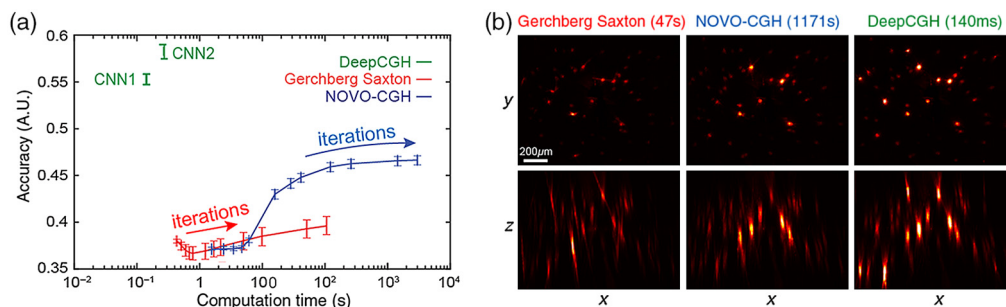 (a)
0.6
0.55
0.5
0.45
0.4
0.35
Accuracy (A.U.)
CNN2
CNN1
DeepCGH
Gerchberg Saxton
NOVO-CGH
iterations
iterations
10⁻² 10⁻¹ 1 10¹ 100 10² 10³ 10⁴
Computation time (s)
(b)
Gerchberg Saxton (47s) NOVO-CGH (1171s) DeepCGH (140ms)
y
200µm
z
x x x